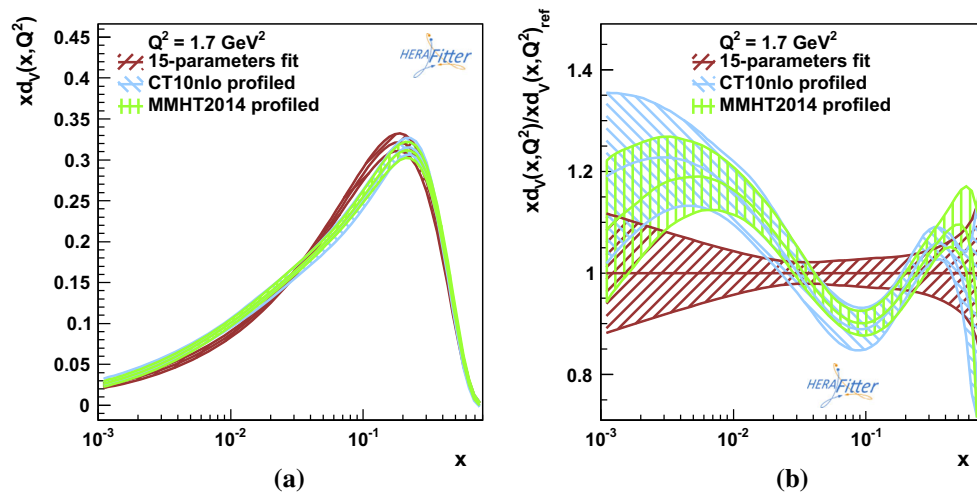 xd_V(x,Q²)
0.45
0.4
0.35
0.3
0.25
0.2
0.15
0.1
0.05
0
Q² = 1.7 GeV²
15-parameters fit
CT10nlo profiled
MMHT2014 profiled
HERAFitter
10⁻³
10⁻²
10⁻¹
x
(a)
xd_V(x,Q²)/xd_V(x,Q²)_ref
1.4
1.2
1
0.8
Q² = 1.7 GeV²
15-parameters fit
CT10nlo profiled
MMHT2014 profiled
HERAFitter
10⁻³
10⁻²
10⁻¹
x
(b)